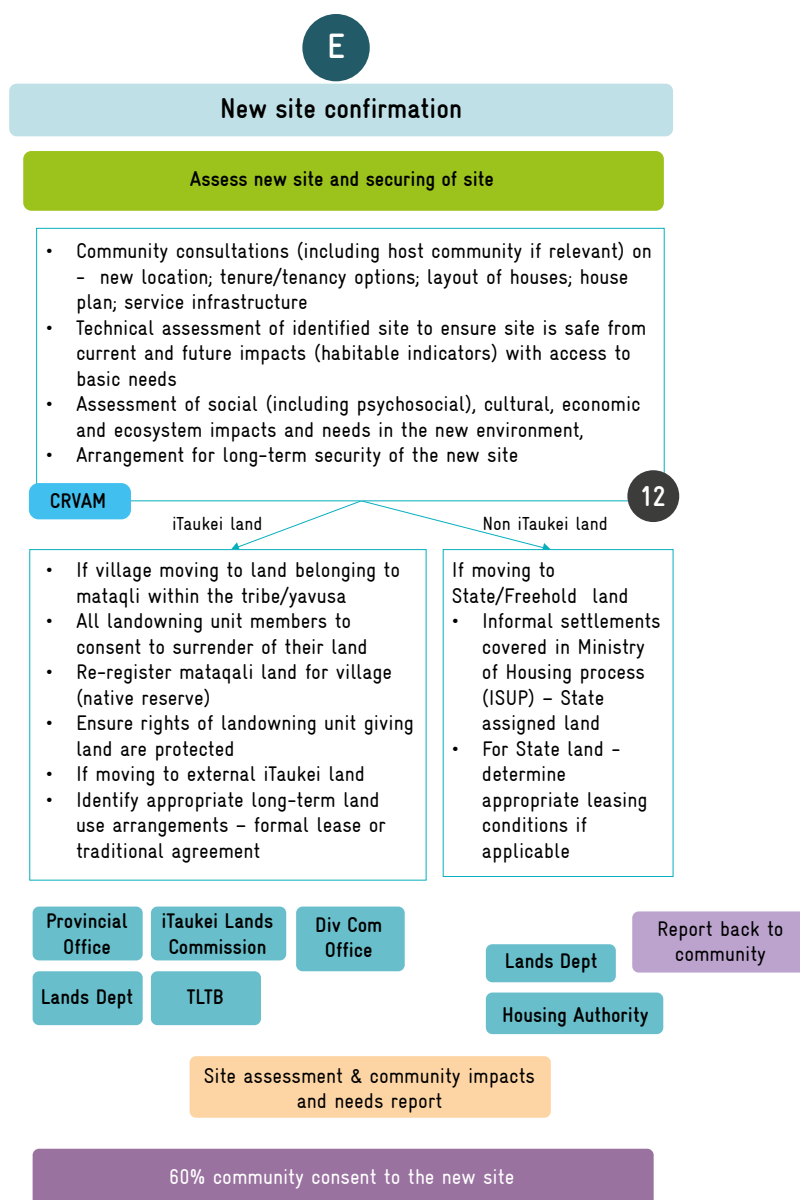 E
New site confirmation
Assess new site and securing of site
• Community consultations (including host community if relevant) on
– new location; tenure/tenancy options; layout of houses; house
plan; service infrastructure
• Technical assessment of identified site to ensure site is safe from
current and future impacts (habitable indicators) with access to
basic needs
• Assessment of social (including psychosocial), cultural, economic
and ecosystem impacts and needs in the new environment,
• Arrangement for long-term security of the new site
CRVAM
12
iTaukei land
Non iTaukei land
• If village moving to land belonging to
mataqli within the tribe/yavusa
• All landowning unit members to
consent to surrender of their land
• Re-register mataqali land for village
(native reserve)
• Ensure rights of landowning unit giving
land are protected
• If moving to external iTaukei land
• Identify appropriate long-term land
use arrangements – formal lease or
traditional agreement
If moving to
State/Freehold land
• Informal settlements
covered in Ministry
of Housing process
(ISUP) – State
assigned land
• For State land –
determine
appropriate leasing
conditions if
applicable
Provincial
Office
iTaukei Lands
Commission
Div Com
Office
Lands Dept
TLTB
Lands Dept
Housing Authority
Report back to
community
Site assessment & community impacts
and needs report
60% community consent to the new site